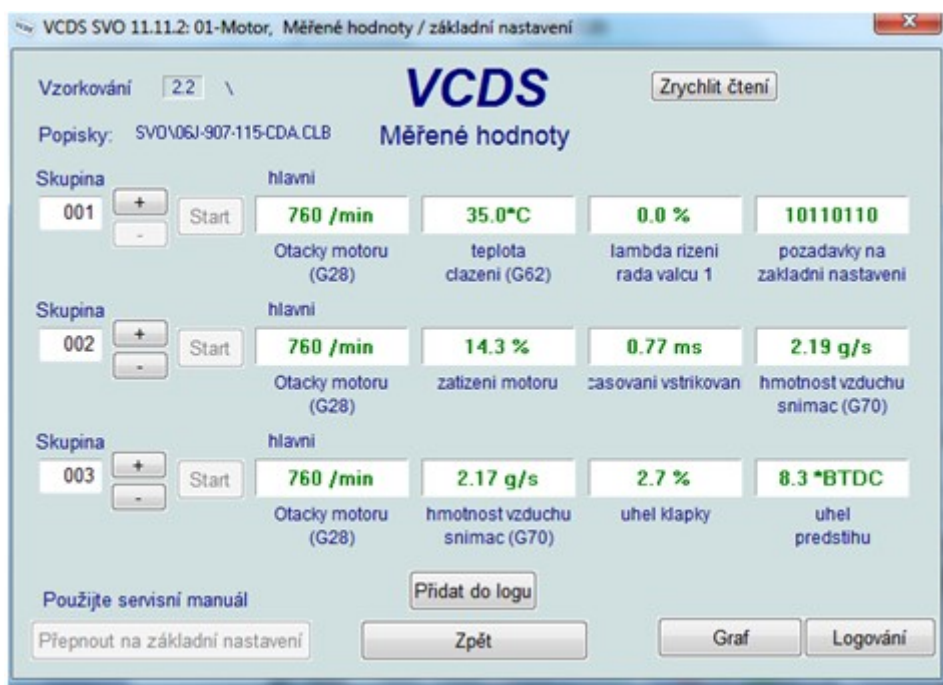 VCDS SVO 11.11.2: 01-Motor, Měřené hodnoty / základní nastavení
Vzorkování 2.2 \
VCDS
Zrychlit čtení
Popisky: SVO\06J-907-115-CDA.CLB
Měřené hodnoty
Skupina
hlavni
001
+
-
Start
760 /min
35.0*C
0.0 %
10110110
Otacky motoru
(G28)
teplota
clazeni (G62)
lambda rizeni
rada valcu 1
pozadavky na
zakladni nastaveni
Skupina
hlavni
002
+
-
Start
760 /min
14.3 %
0.77 ms
2.19 g/s
Otacky motoru
(G28)
zatizeni motoru
casovani vstrikovan
hmotnost vzduchu
snimac (G70)
Skupina
hlavni
003
+
-
Start
760 /min
2.17 g/s
2.7 %
8.3 *BTDC
Otacky motoru
(G28)
hmotnost vzduchu
snimac (G70)
uhel klapky
uhel
predstihu
Použijte servisní manuál
Přidat do logu
Přepnout na základní nastavení
Zpět
Graf
Logování